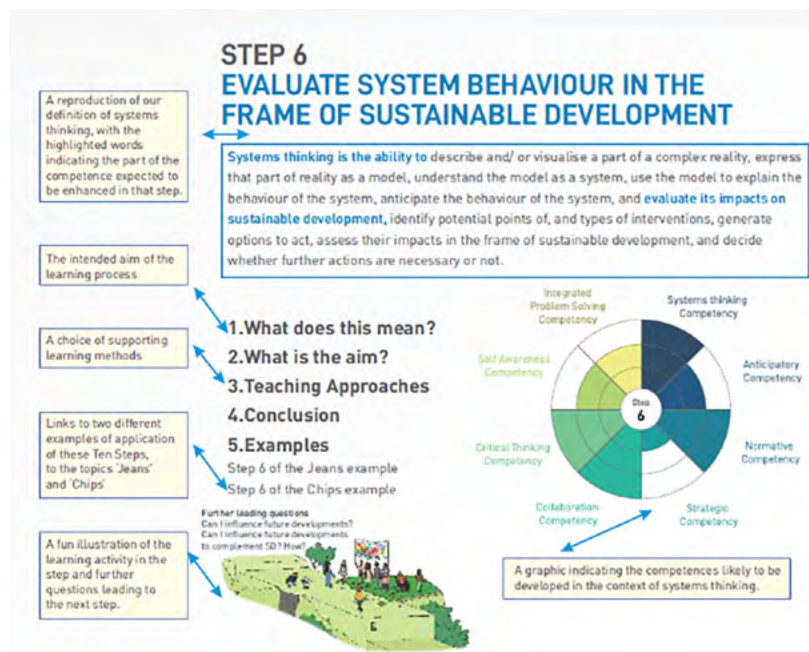 STEP 6
EVALUATE SYSTEM BEHAVIOUR IN THE
FRAME OF SUSTAINABLE DEVELOPMENT
A reproduction of our
definition of systems
thinking, with the
highlighted words
indicating the part of the
competence expected to
be enhanced in that step.
Systems thinking is the ability to describe and/ or visualise a part of a complex reality, express
that part of reality as a model, understand the model as a system, use the model to explain the
behaviour of the system, anticipate the behaviour of the system, and evaluate its impacts on
sustainable development, identify potential points of, and types of interventions, generate
options to act, assess their impacts in the frame of sustainable development, and decide
whether further actions are necessary or not.
The intended aim of the
learning process
A choice of supporting
learning methods
Links to two different
examples of application
of these Ten Steps,
to the topics 'Jeans'
and 'Chips'
A fun illustration of the
learning activity in the
step and further
questions leading to
the next step.
1.What does this mean?
2.What is the aim?
3.Teaching Approaches
4.Conclusion
5.Examples
Step 6 of the Jeans example
Step 6 of the Chips example
Further leading questions
Can I influence future developments?
Can I influence future developments
to complement SD? How?
6
Integrated
Problem Solving
Competency
Systems thinking
Competency
Self Awareness
Competency
Anticipatory
Competency
Step
6
Critical Thinking
Competency
Normative
Competency
Collaboration
Competency
Strategic
Competency
A graphic indicating the competences likely to be
developed in the context of systems thinking.